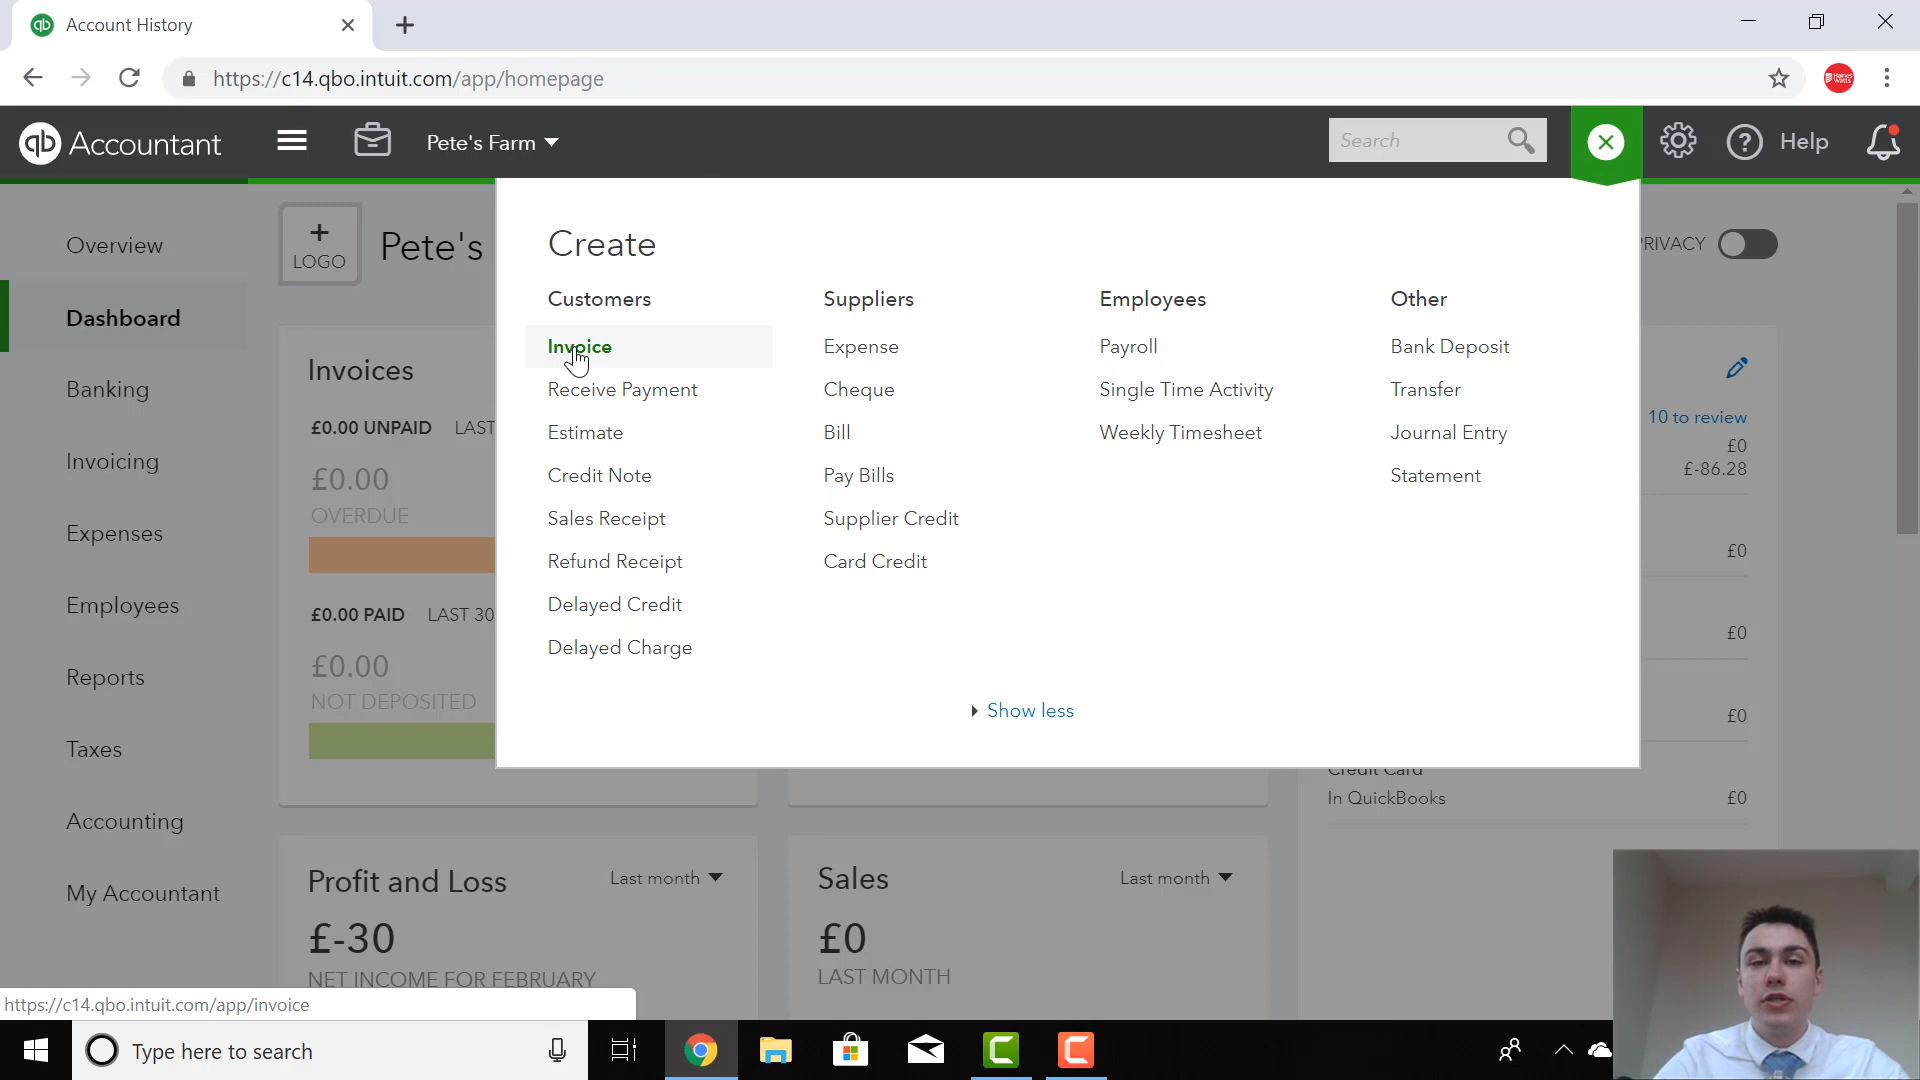 Account History
https://c14.qbo.intuit.com/app/homepage
Haines Watts
qb Accountant
Pete's Farm
Search
Help
Overview
Dashboard
Banking
Invoicing
Expenses
Employees
Reports
Taxes
Accounting
My Accountant
+
LOGO
Pete's
PRIVACY
Invoices
£0.00 UNPAID LAST
£0.00
OVERDUE
£0.00 PAID LAST 30
£0.00
NOT DEPOSITED
Create
Customers
Invoice
Receive Payment
Estimate
Credit Note
Sales Receipt
Refund Receipt
Delayed Credit
Delayed Charge
Suppliers
Expense
Cheque
Bill
Pay Bills
Supplier Credit
Card Credit
Employees
Payroll
Single Time Activity
Weekly Timesheet
Other
Bank Deposit
Transfer
Journal Entry
Statement
Show less
10 to review
£0
£-86.28
£0
£0
£0
Credit Card
In QuickBooks £0
Profit and Loss Last month
£-30
NET INCOME FOR FEBRUARY
Sales Last month
£0
LAST MONTH
https://c14.qbo.intuit.com/app/invoice
Type here to search